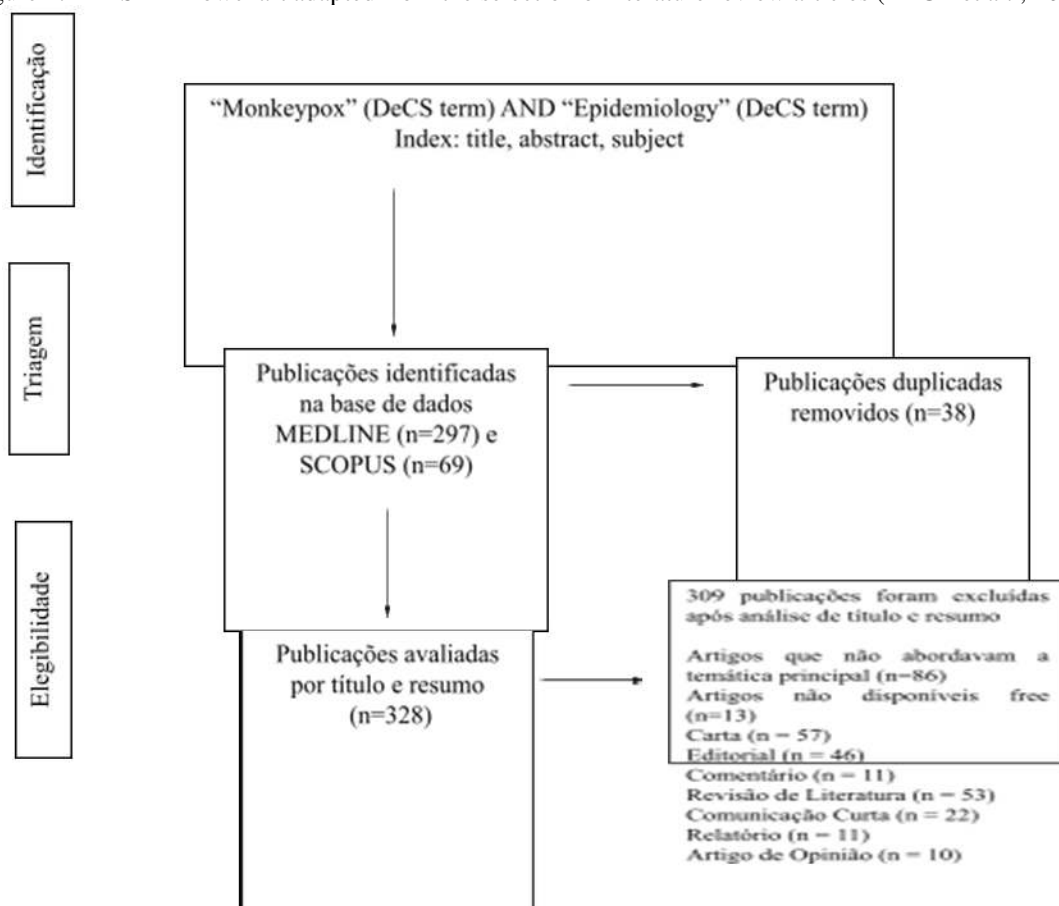 Identificação
"Monkeypox" (DeCS term) AND "Epidemiology" (DeCS term)
Index: title, abstract, subject
Triagem
Publicações identificadas
na base de dados
MEDLINE (n=297) e
SCOPUS (n=69)
Publicações duplicadas
removidos (n=38)
Elegibilidade
Publicações avaliadas
por título e resumo
(n=328)
309 publicações foram excluídas
após análise de título e resumo
Artigos que não abordavam a
temática principal (n=86)
Artigos não disponíveis free
(n=13)
Carta (n = 57)
Editorial (n = 46)
Comentário (n = 11)
Revisão de Literatura (n = 53)
Comunicação Curta (n = 22)
Relatório (n = 11)
Artigo de Opinião (n = 10)